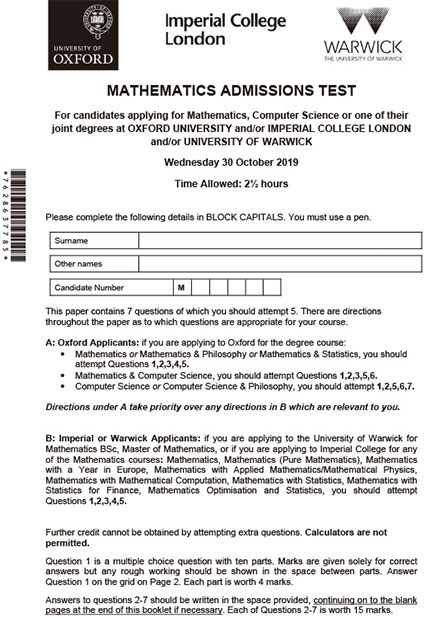 UNIVERSITY OF
OXFORD
Imperial College
London
WARWICK
THE UNIVERSITY OF WARWICK
MATHEMATICS ADMISSIONS TEST
For candidates applying for Mathematics, Computer Science or one of their
joint degrees at OXFORD UNIVERSITY and/or IMPERIAL COLLEGE LONDON
and/or UNIVERSITY OF WARWICK
Wednesday 30 October 2019
Time Allowed: 2½ hours
*7628637785*
Please complete the following details in BLOCK CAPITALS. You must use a pen.
Surname
Other names
Candidate Number M
This paper contains 7 questions of which you should attempt 5. There are directions
throughout the paper as to which questions are appropriate for your course.
A: Oxford Applicants: if you are applying to Oxford for the degree course:
• Mathematics or Mathematics & Philosophy or Mathematics & Statistics, you should
attempt Questions 1,2,3,4,5.
• Mathematics & Computer Science, you should attempt Questions 1,2,3,5,6.
• Computer Science or Computer Science & Philosophy, you should attempt 1,2,5,6,7.
Directions under A take priority over any directions in B which are relevant to you.
B: Imperial or Warwick Applicants: if you are applying to the University of Warwick for
Mathematics BSc, Master of Mathematics, or if you are applying to Imperial College for any
of the Mathematics courses: Mathematics, Mathematics (Pure Mathematics), Mathematics
with a Year in Europe, Mathematics with Applied Mathematics/Mathematical Physics,
Mathematics with Mathematical Computation, Mathematics with Statistics, Mathematics with
Statistics for Finance, Mathematics Optimisation and Statistics, you should attempt
Questions 1,2,3,4,5.
Further credit cannot be obtained by attempting extra questions. Calculators are not
permitted.
Question 1 is a multiple choice question with ten parts. Marks are given solely for correct
answers but any rough working should be shown in the space between parts. Answer
Question 1 on the grid on Page 2. Each part is worth 4 marks.
Answers to questions 2-7 should be written in the space provided, continuing on to the blank
pages at the end of this booklet if necessary. Each of Questions 2-7 is worth 15 marks.